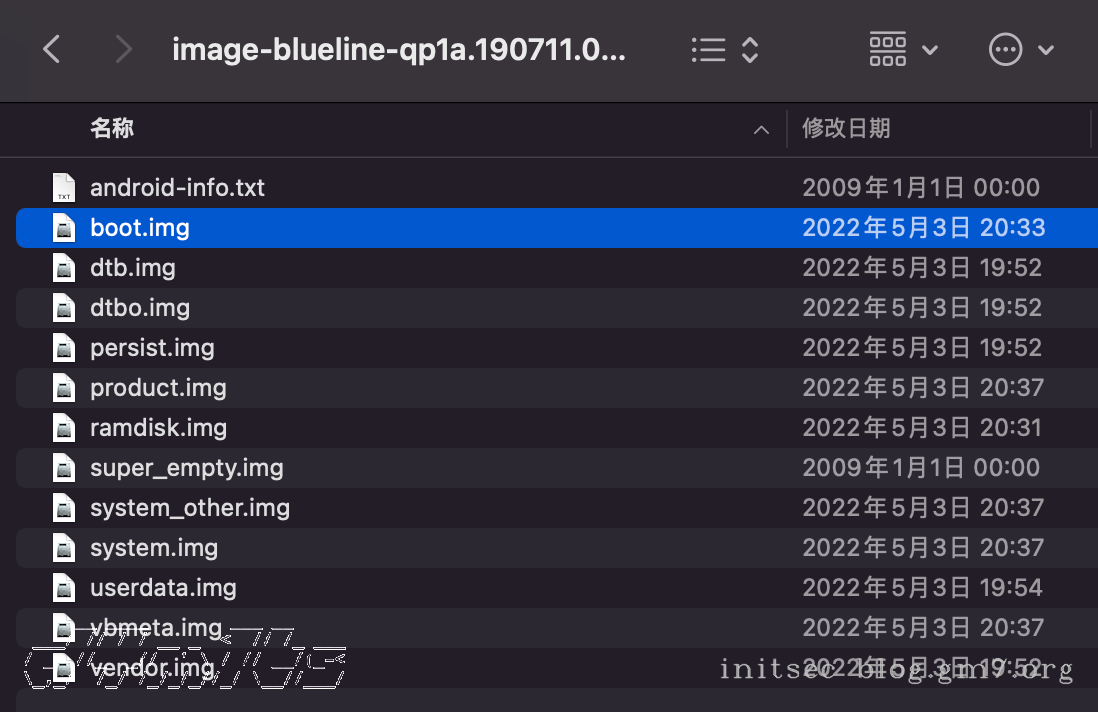 image-blueline-qp1a.190711.0...
名称 修改日期
android-info.txt 2009年1月1日 00:00
boot.img 2022年5月3日 20:33
dtb.img 2022年5月3日 19:52
dtbo.img 2022年5月3日 19:52
persist.img 2022年5月3日 19:52
product.img 2022年5月3日 20:37
ramdisk.img 2022年5月3日 20:31
super_empty.img 2009年1月1日 00:00
system_other.img 2022年5月3日 20:37
system.img 2022年5月3日 20:37
userdata.img 2022年5月3日 19:54
vbmeta.img 2022年5月3日 20:37
vendor.img 2022年5月3日 19:52
initsec blog.gm7.org